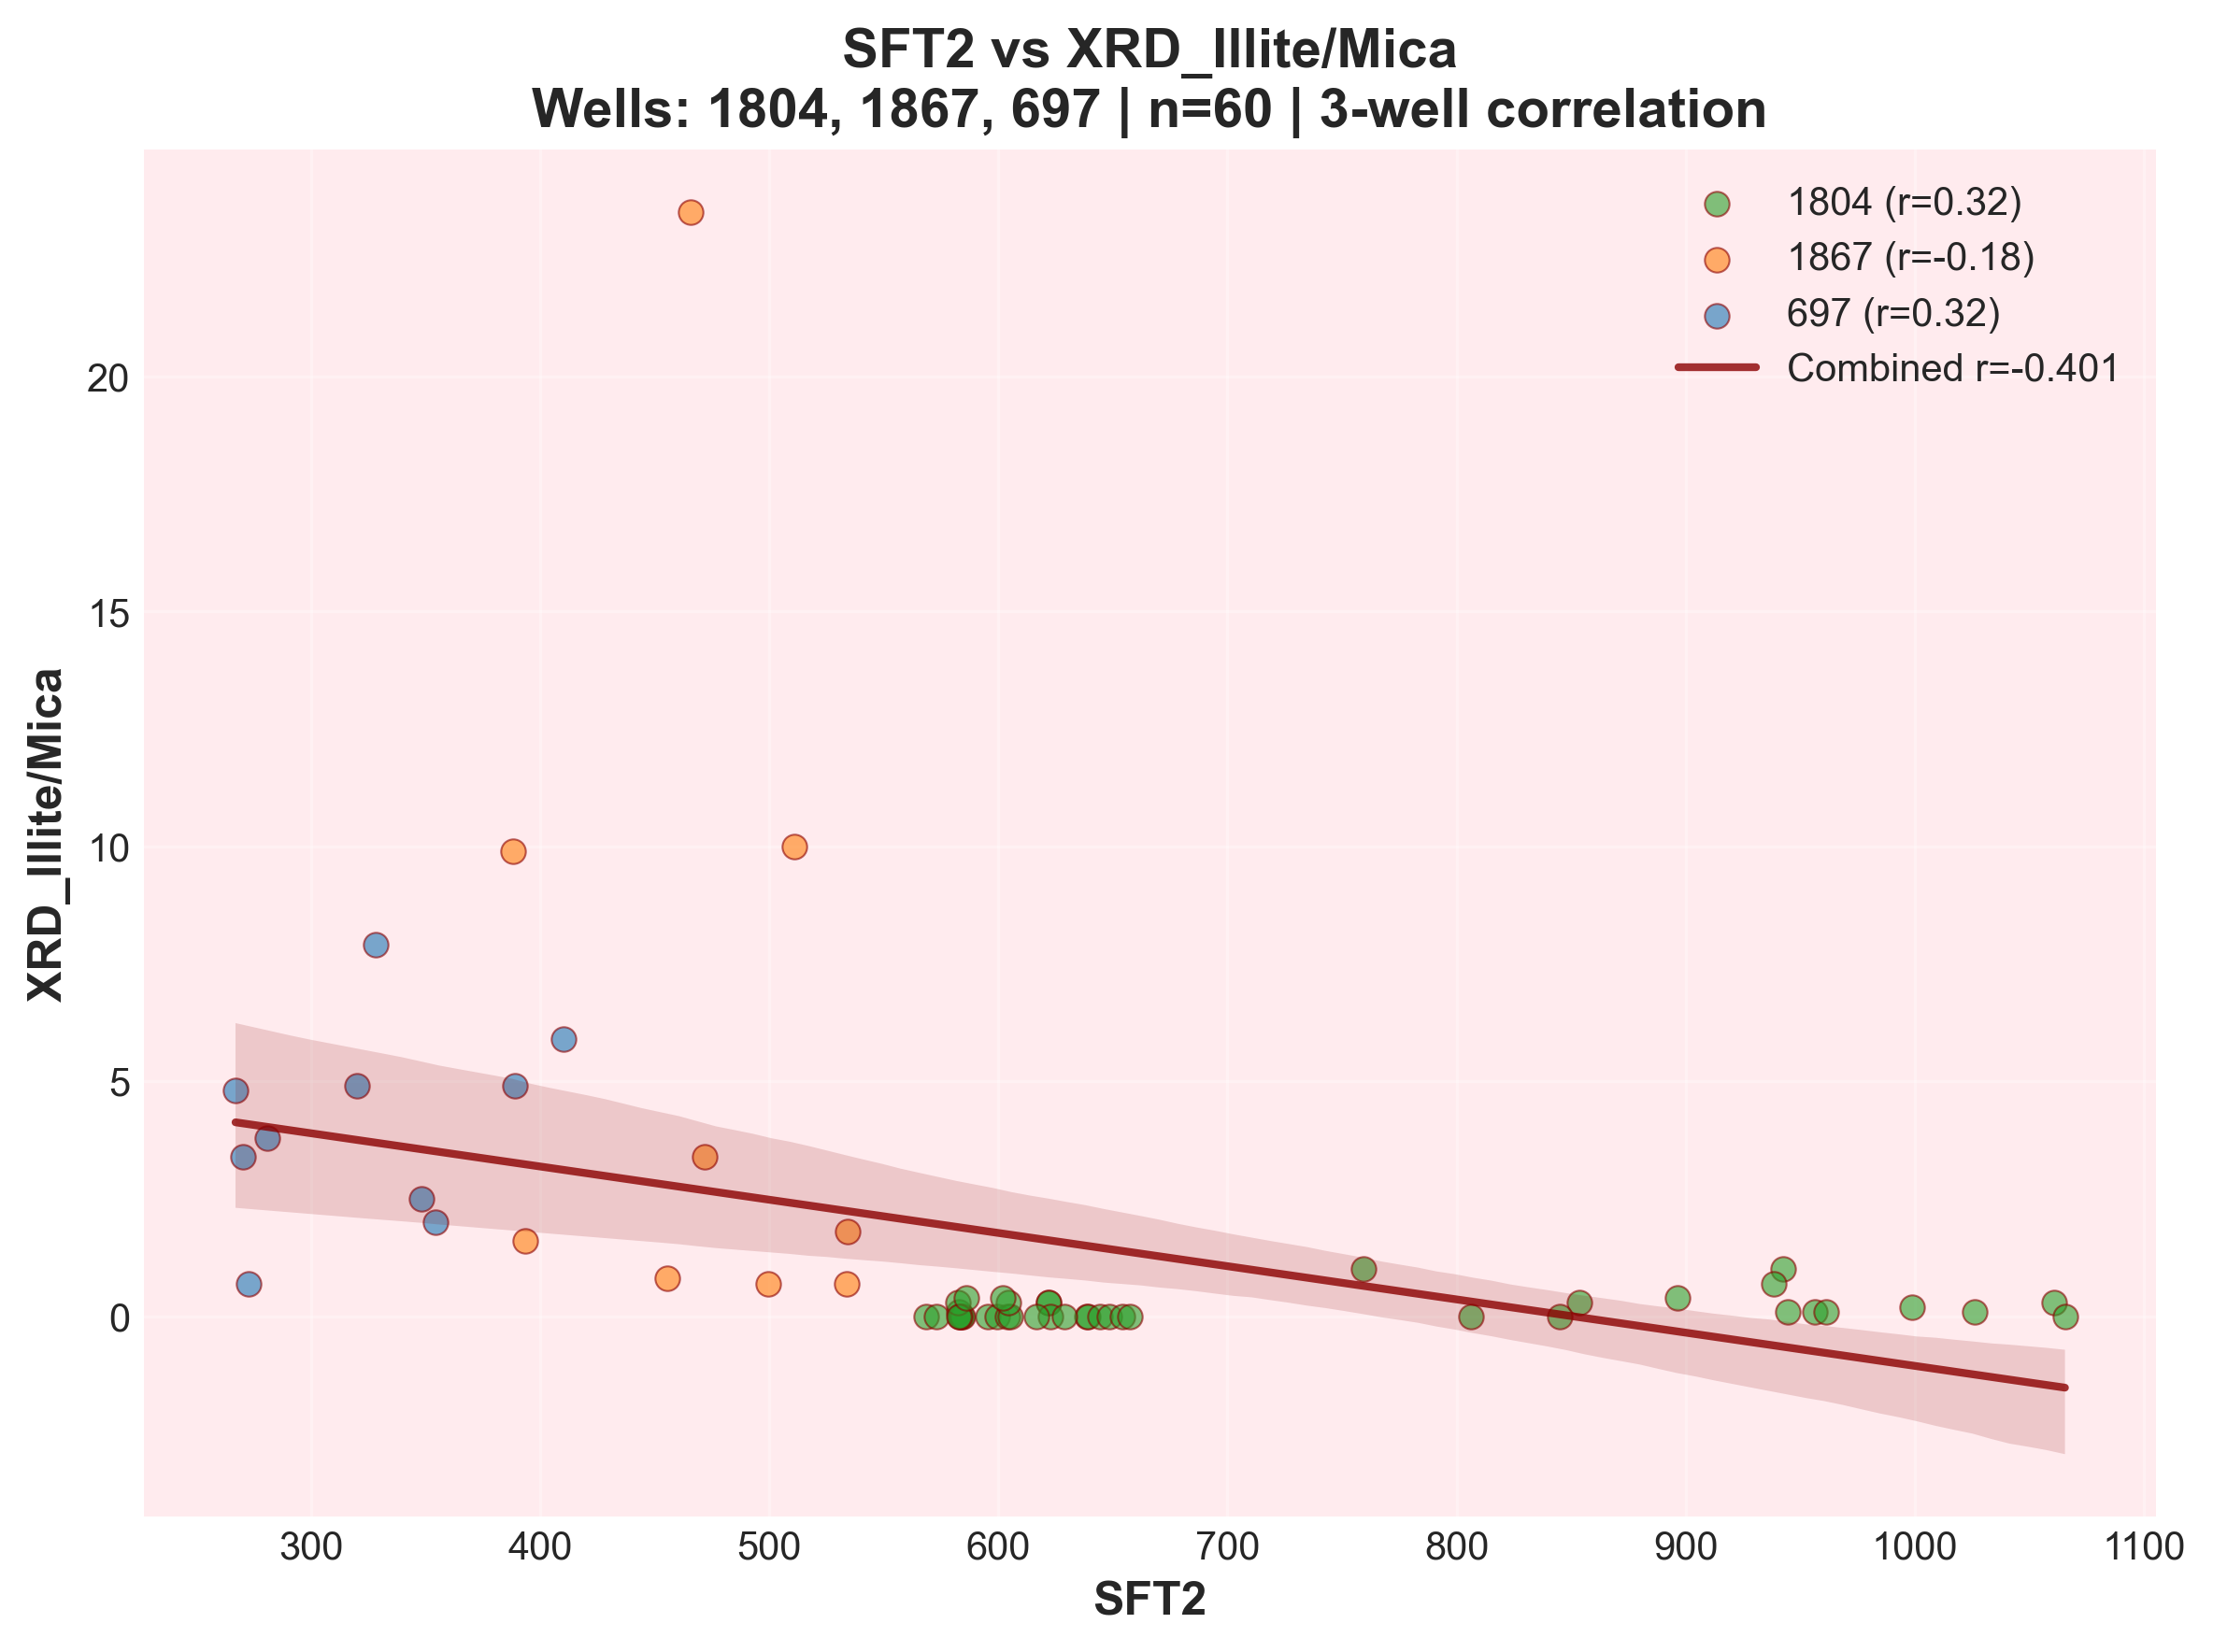 SFT2 vs XRD_Illite/Mica
Wells: 1804, 1867, 697 | n=60 | 3-well correlation
1804 (r=0.32)
1867 (r=-0.18)
697 (r=0.32)
Combined r=-0.401
XRD_Illite/Mica
20
15
10
5
0
300 400 500 600 700 800 900 1000 1100
SFT2